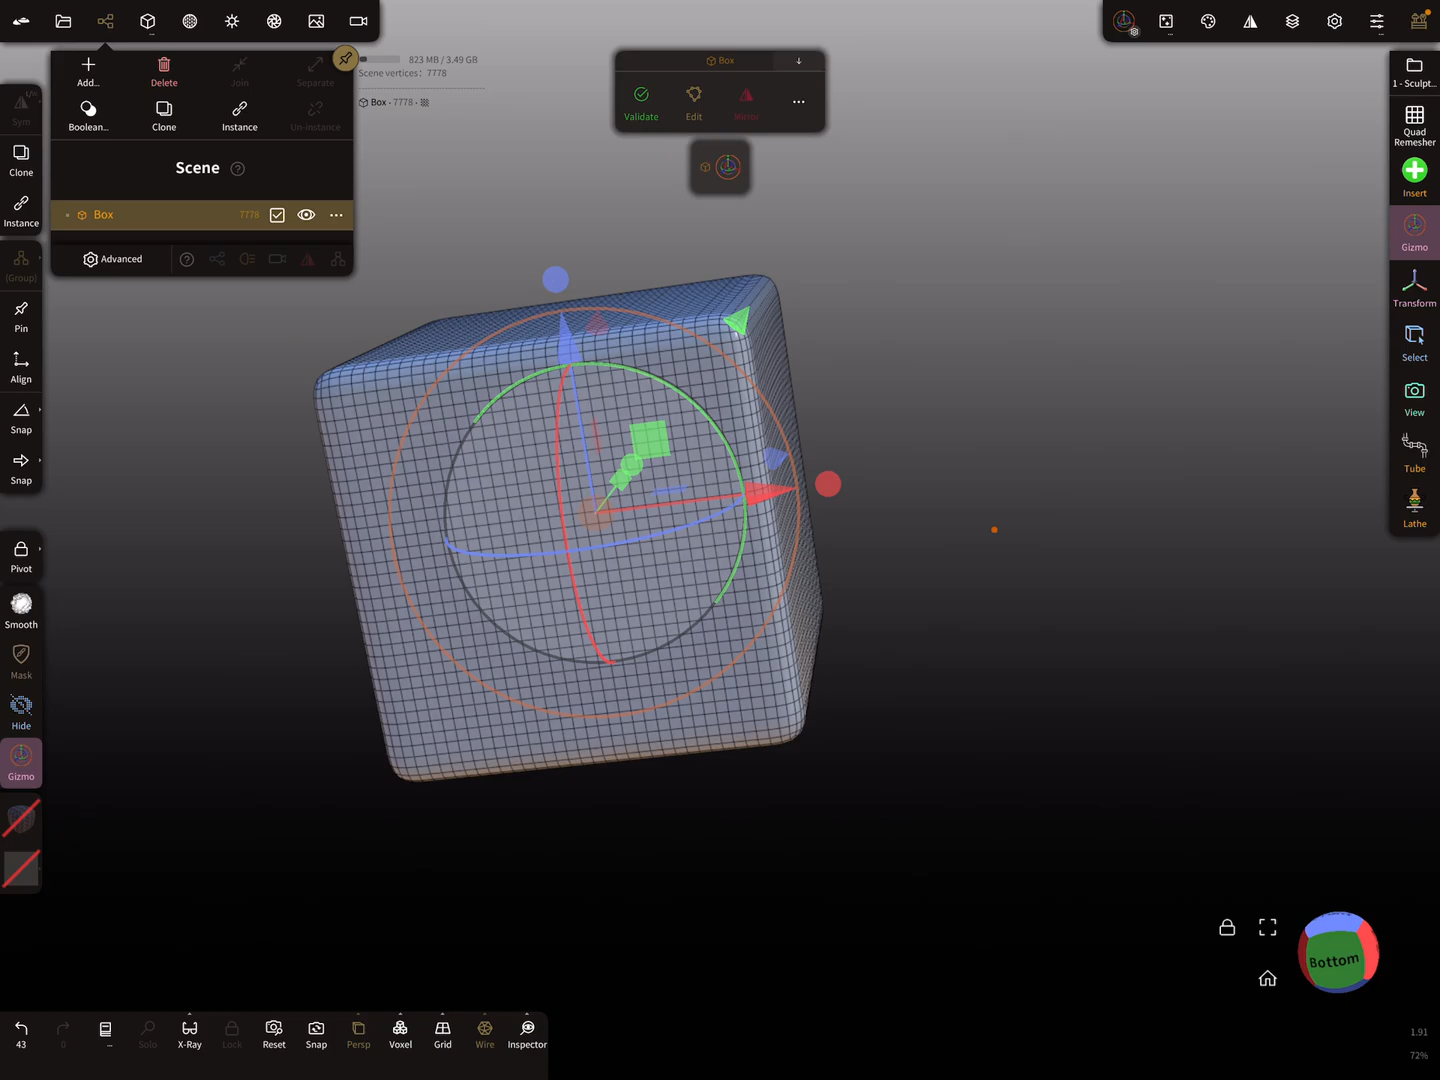 823 MB / 3.49 GB
Scene vertices: 7778
Box • 7778 •
Add...
Delete
Join
Separate
Boolean...
Clone
Instance
Un-instance
Scene
?
Box
7778
Advanced
?
Box
Validate
Edit
Mirror
Sym
Clone
Instance
(Group)
Pin
Align
Snap
Snap
Pivot
Smooth
Mask
Hide
Gizmo
1 - Sculpt..
Quad
Remesher
Insert
Gizmo
Transform
Select
View
Tube
Lathe
Bottom
43
0
...
Solo
X-Ray
Lock
Reset
Snap
Persp
Voxel
Grid
Wire
Inspector
1.91
72%